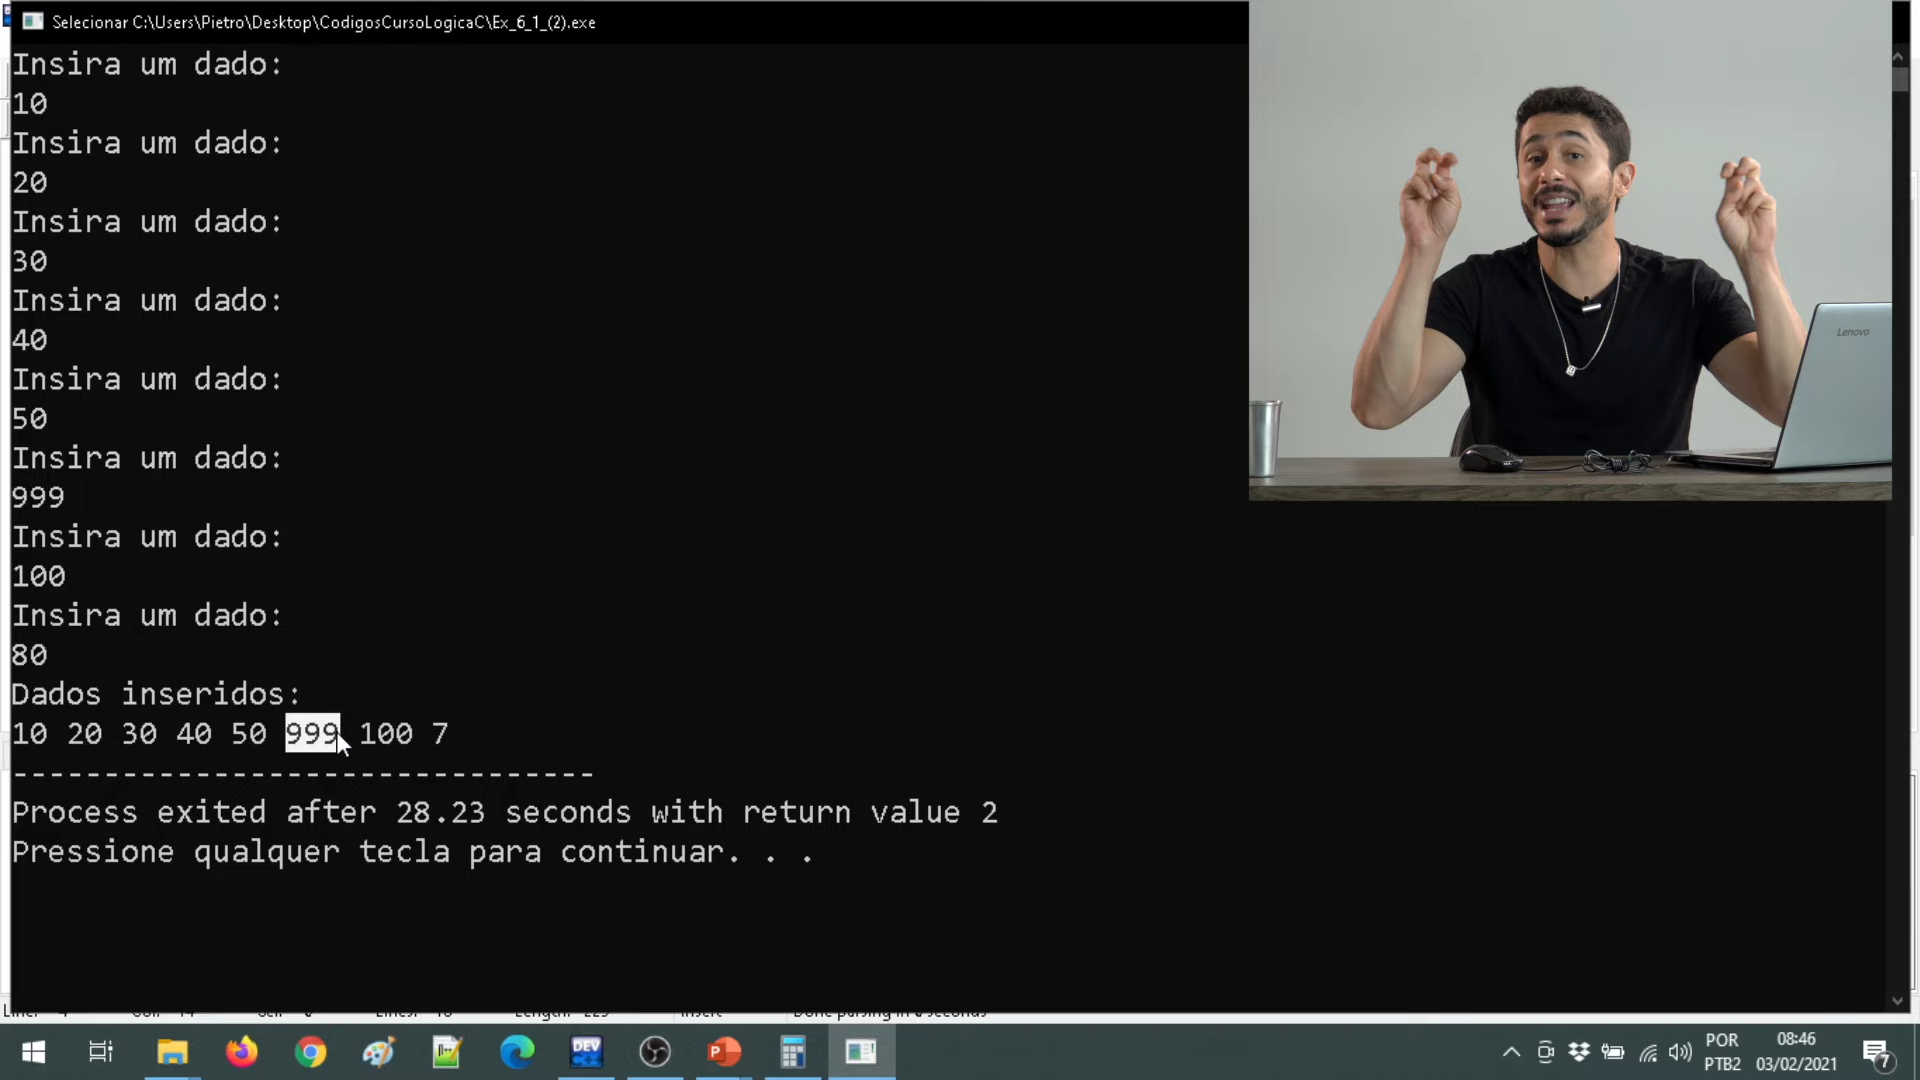 Selecionar C:\Users\Pietro\Desktop\CodigosCursoLogicaC\Ex_6_1_(2).exe
Insira um dado:
10
Insira um dado:
20
Insira um dado:
30
Insira um dado:
40
Insira um dado:
50
Insira um dado:
999
Insira um dado:
100
Insira um dado:
80
Dados inseridos:
10 20 30 40 50 999 100 7
--------------------------------
Process exited after 28.23 seconds with return value 2
Pressione qualquer tecla para continuar. . .
Lenovo
DEV
POR
PTB2
08:46
03/02/2021
7